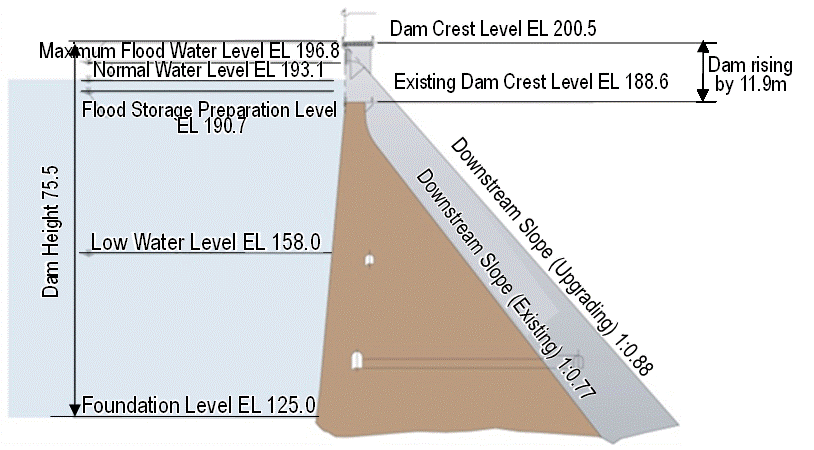 Dam Crest Level EL 200.5
Maximum Flood Water Level EL 196.8
Normal Water Level EL 193.1
Dam rising
by 11.9m
Existing Dam Crest Level EL 188.6
Flood Storage Preparation Level
EL 190.7
Downstream Slope (Upgrading) 1:0.88
Downstream Slope (Existing) 1:0.77
Dam Height 75.5
Low Water Level EL 158.0
Foundation Level EL 125.0